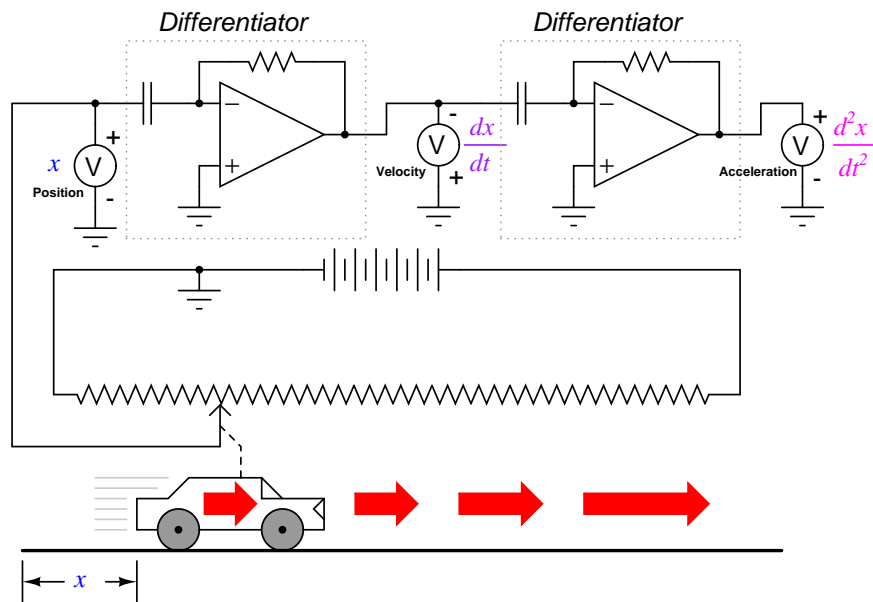 Differentiator
Differentiator
−
+
V
x
Position
+
-
-
V
+
Velocity
dx
dt
−
+
+
V
-
Acceleration
d²x
dt²
x